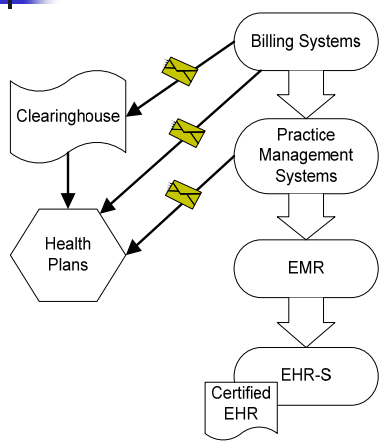 Billing Systems
Clearinghouse
Practice
Management
Systems
Health
Plans
EMR
EHR-S
Certified
EHR